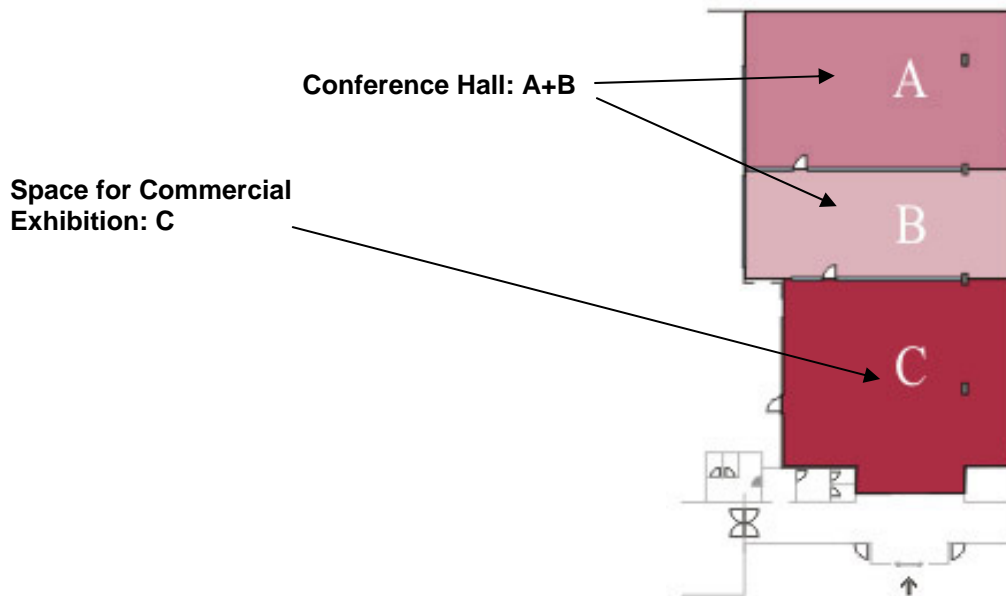 A
Conference Hall: A+B
Space for Commercial
Exhibition: C
B
C